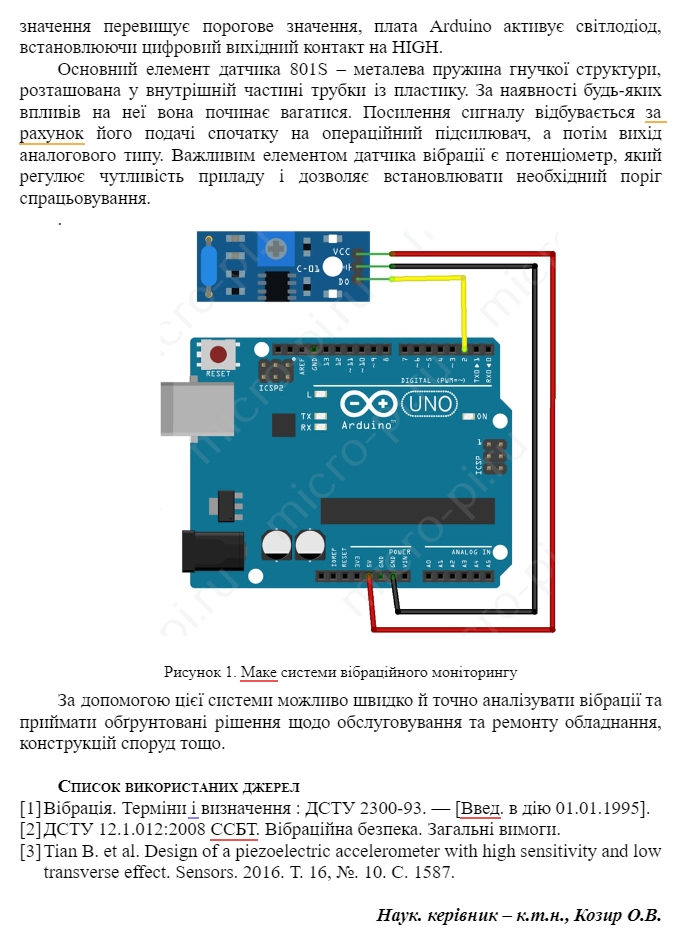 значення перевищує порогове значення, плата Arduino активує світлодіод,
встановлюючи цифровий вихідний контакт на HIGH.
Основний елемент датчика 801S – металева пружина гнучкої структури,
розташована у внутрішній частині трубки із пластику. За наявності будь-яких
впливів на неї вона починає вагатися. Посилення сигналу відбувається за
рахунок його подачі спочатку на операційний підсилювач, а потім вихід
аналогового типу. Важливим елементом датчика вібрації є потенціометр, який
регулює чутливість приладу і дозволяє встановлювати необхідний поріг
спрацьовування.
.
VCC
C-01
DO
RESET
ICSP2
AREF
GND
13
12
~11
~10
~9
8
7
~6
~5
4
~3
2
TX0▶1
RX0◀0
DIGITAL (PWM=~)
L
TX
RX
Arduino™
UNO
ON
1
ICSP
IOREF
RESET
3V3
5V
GND
GND
VIN
POWER
ANALOG IN
A0
A1
A2
A3
A4
A5
micro-pi.ru
Рисунок 1. Маке системи вібраційного моніторингу
За допомогою цієї системи можливо швидко й точно аналізувати вібрації та
приймати обґрунтовані рішення щодо обслуговування та ремонту обладнання,
конструкцій споруд тощо.
Список використаних джерел
[1] Вібрація. Терміни і визначення : ДСТУ 2300-93. — [Введ. в дію 01.01.1995].
[2] ДСТУ 12.1.012:2008 ССБТ. Вібраційна безпека. Загальні вимоги.
[3] Tian B. et al. Design of a piezoelectric accelerometer with high sensitivity and low
transverse effect. Sensors. 2016. Т. 16, №. 10. С. 1587.
Наук. керівник – к.т.н., Козир О.В.